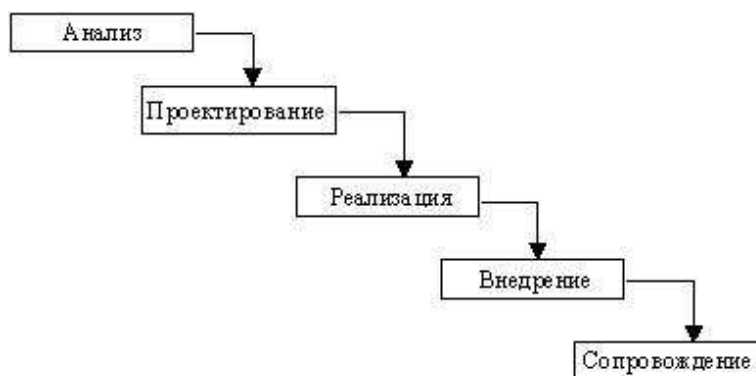 Анализ
Проектирование
Реализация
Внедрение
Сопровождение